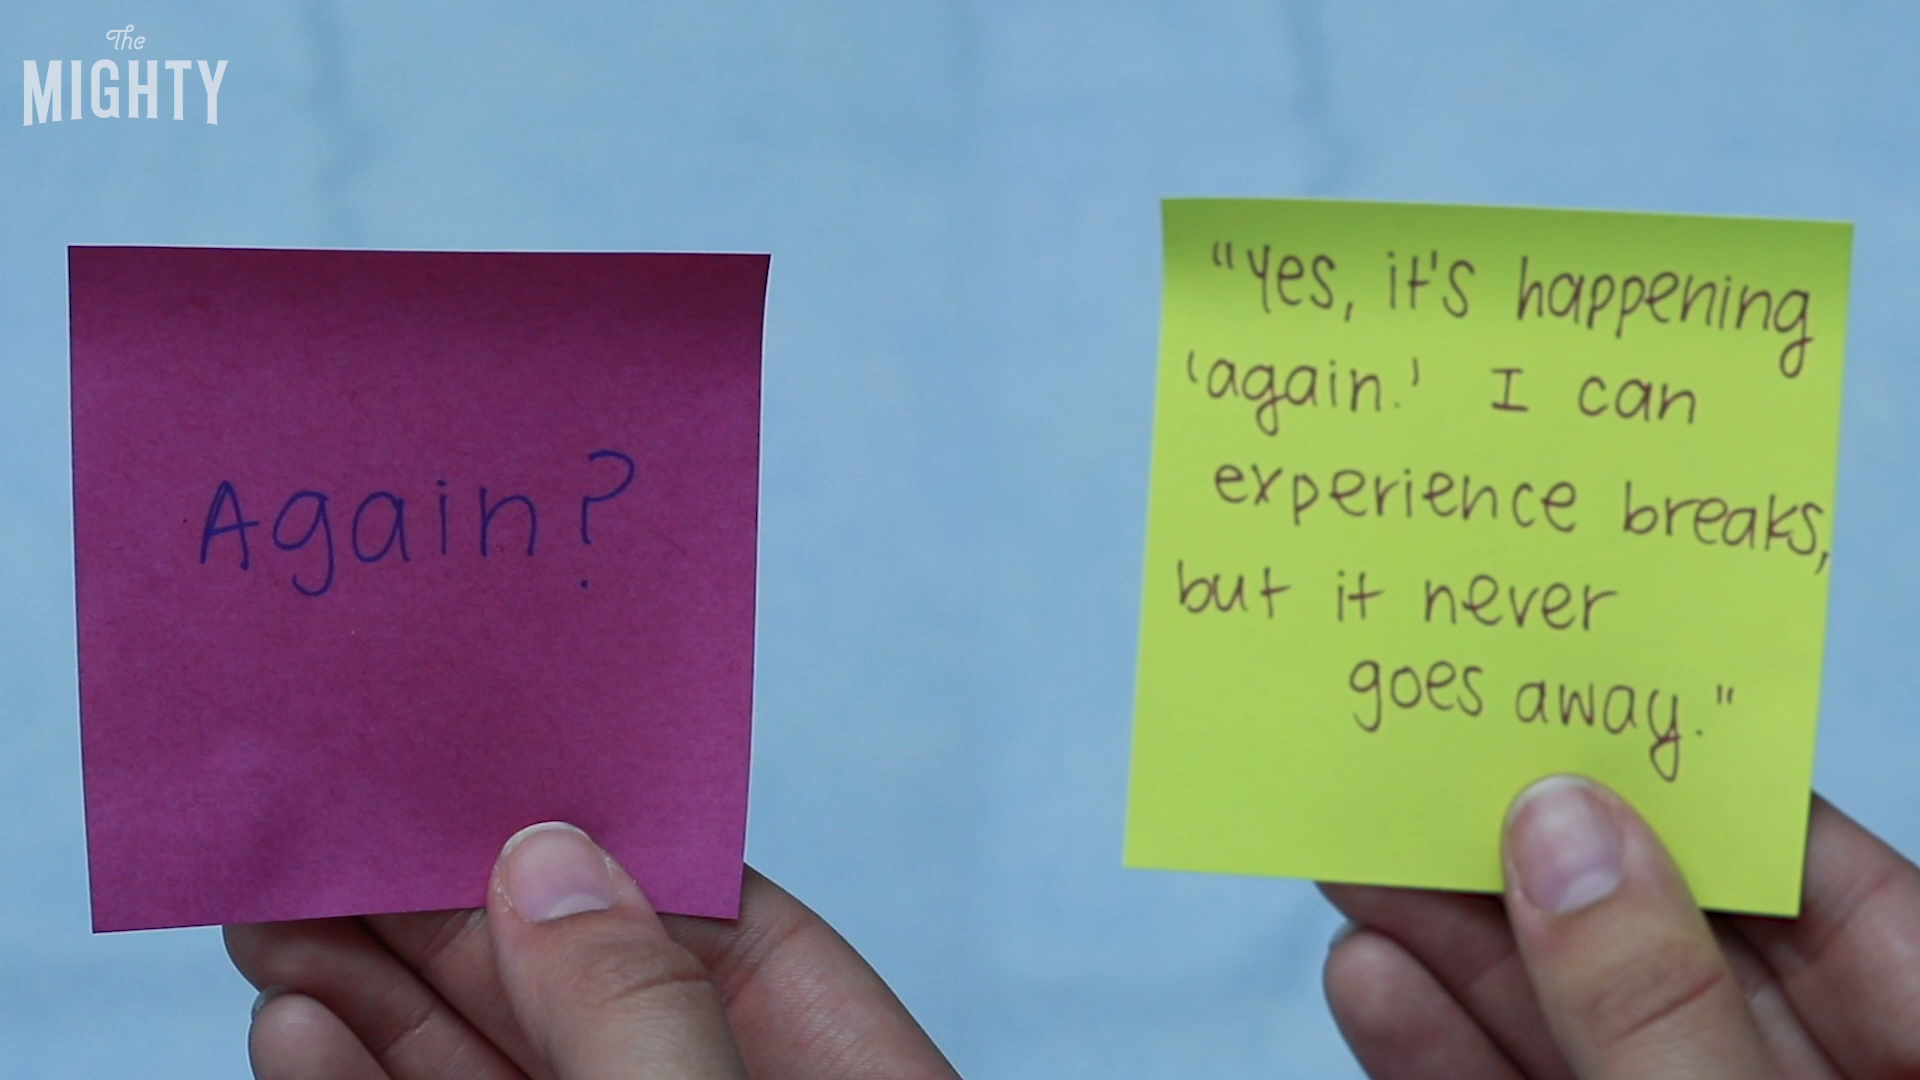 The
MIGHTY
Again?
"Yes, it's happening
'again.' I can
experience breaks,
but it never
goes away."